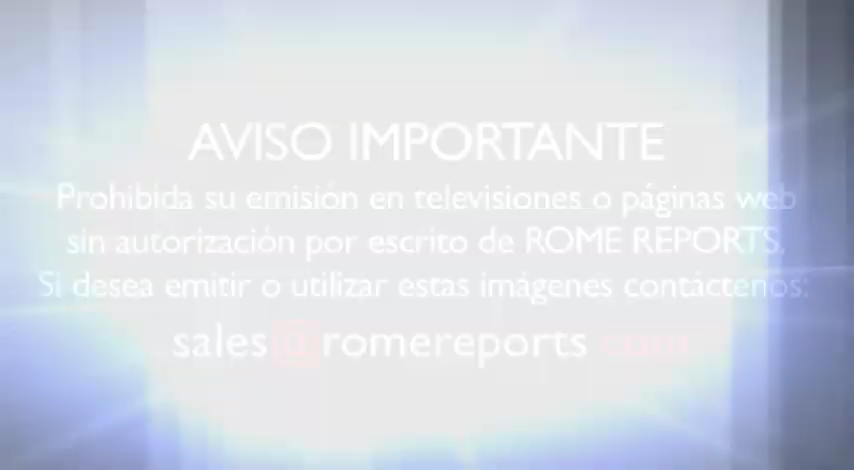 AVISO IMPORTANTE
Prohibida su emisión en televisiones o páginas web
sin autorización por escrito de ROME REPORTS.
Si desea emitir o utilizar estas imágenes contáctenos:
sales@romereports.com